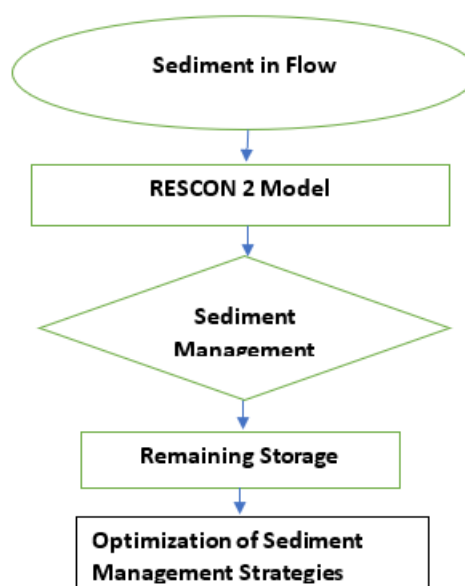 Sediment in Flow
RESCON 2 Model
Sediment
Management
Remaining Storage
Optimization of Sediment
Management Strategies